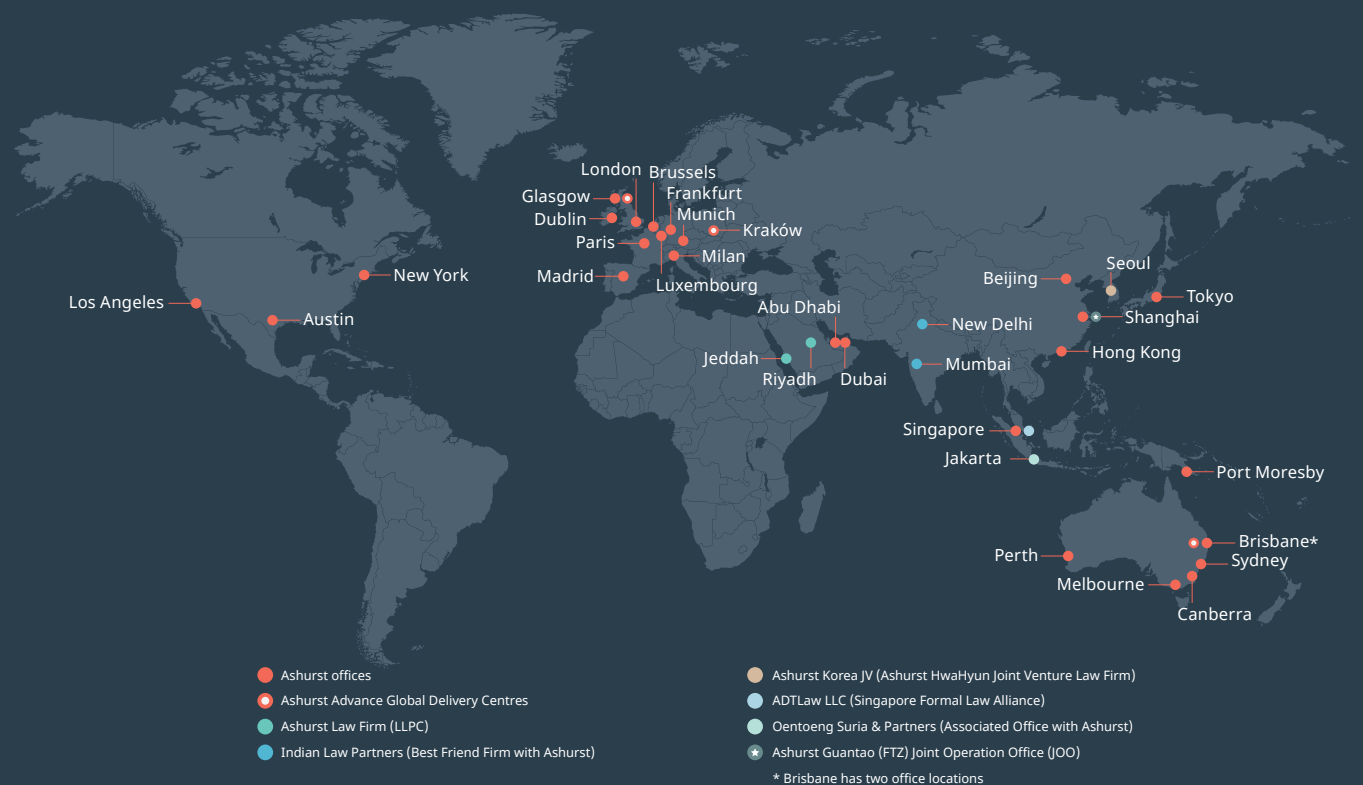 London
Brussels
Glasgow
Frankfurt
Dublin
Munich
Kraków
Paris
Milan
Madrid
Luxembourg
New York
Los Angeles
Austin
Abu Dhabi
Jeddah
Riyadh
Dubai
Seoul
Beijing
Tokyo
Shanghai
New Delhi
Hong Kong
Mumbai
Singapore
Jakarta
Port Moresby
Brisbane*
Perth
Sydney
Melbourne
Canberra
Ashurst offices
Ashurst Advance Global Delivery Centres
Ashurst Law Firm (LLPC)
Indian Law Partners (Best Friend Firm with Ashurst)
Ashurst Korea JV (Ashurst HwaHyun Joint Venture Law Firm)
ADTLaw LLC (Singapore Formal Law Alliance)
Oentoeng Suria & Partners (Associated Office with Ashurst)
Ashurst Guantao (FTZ) Joint Operation Office (JOO)
* Brisbane has two office locations